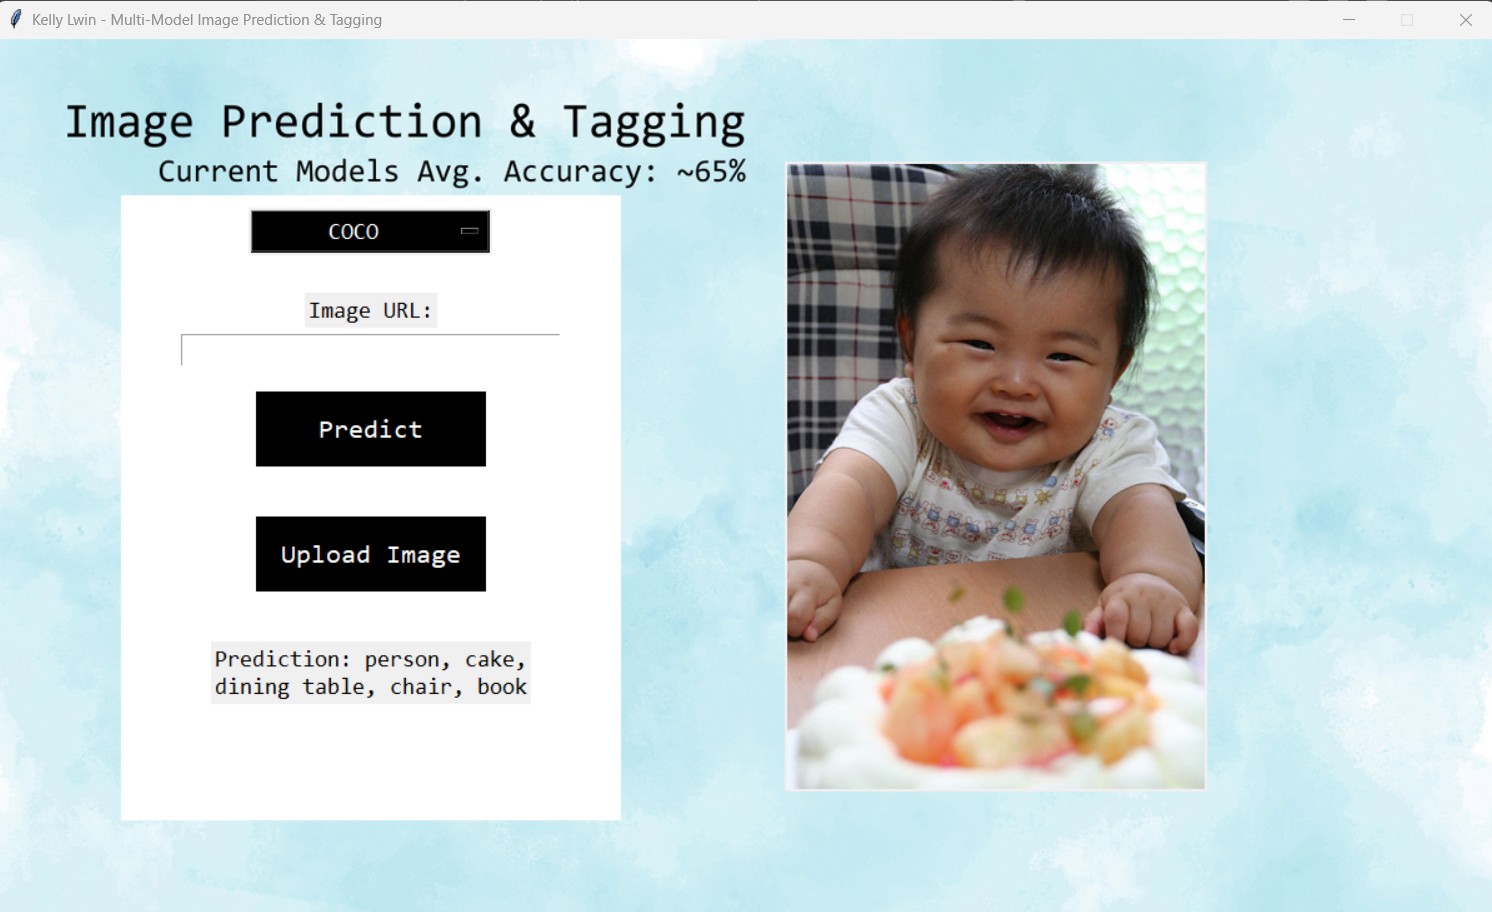 Kelly Lwin - Multi-Model Image Prediction & Tagging
Image Prediction & Tagging
Current Models Avg. Accuracy: ~65%
COCO
Image URL:
Predict
Upload Image
Prediction: person, cake,
dining table, chair, book